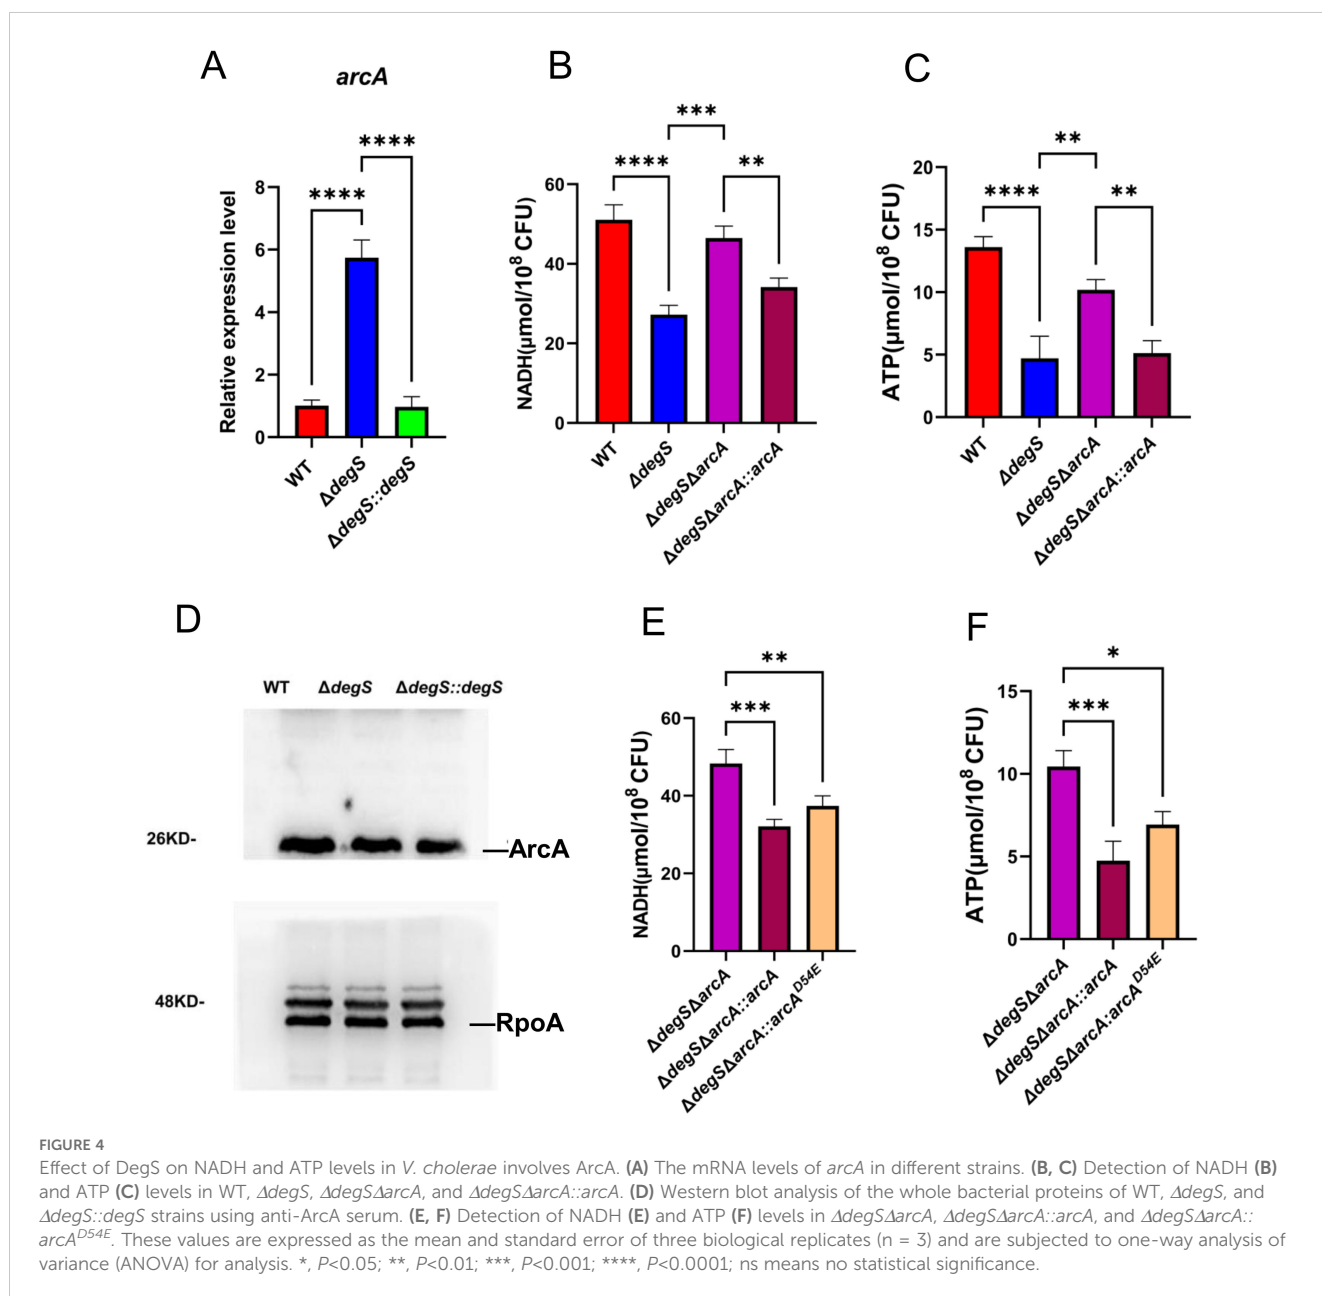 A
arcA
****
****
Relative expression level
8
6
4
2
0
WT
ΔdegS
ΔdegS::degS
B
***
****
**
NADH(μmol/10⁸ CFU)
60
40
20
0
WT
ΔdegS
ΔdegSΔarcA
ΔdegSΔarcA::arcA
C
**
****
**
ATP(μmol/10⁸ CFU)
20
15
10
5
0
WT
ΔdegS
ΔdegSΔarcA
ΔdegSΔarcA::arcA
D
WT ΔdegS ΔdegS::degS
26KD-
—ArcA
48KD-
—RpoA
E
**
***
NADH(μmol/10⁸ CFU)
60
40
20
0
ΔdegSΔarcA
ΔdegSΔarcA::arcA
ΔdegSΔarcA::arcA^D54E
F
*
***
ATP(μmol/10⁸ CFU)
15
10
5
0
ΔdegSΔarcA
ΔdegSΔarcA::arcA
ΔdegSΔarcA:arcA^D54E
FIGURE 4
Effect of DegS on NADH and ATP levels in V. cholerae involves ArcA. (A) The mRNA levels of arcA in different strains. (B, C) Detection of NADH (B)
and ATP (C) levels in WT, ΔdegS, ΔdegSΔarcA, and ΔdegSΔarcA::arcA. (D) Western blot analysis of the whole bacterial proteins of WT, ΔdegS, and
ΔdegS::degS strains using anti-ArcA serum. (E, F) Detection of NADH (E) and ATP (F) levels in ΔdegSΔarcA, ΔdegSΔarcA::arcA, and ΔdegSΔarcA::
arcA^D54E. These values are expressed as the mean and standard error of three biological replicates (n = 3) and are subjected to one-way analysis of
variance (ANOVA) for analysis. *, P<0.05; **, P<0.01; ***, P<0.001; ****, P<0.0001; ns means no statistical significance.